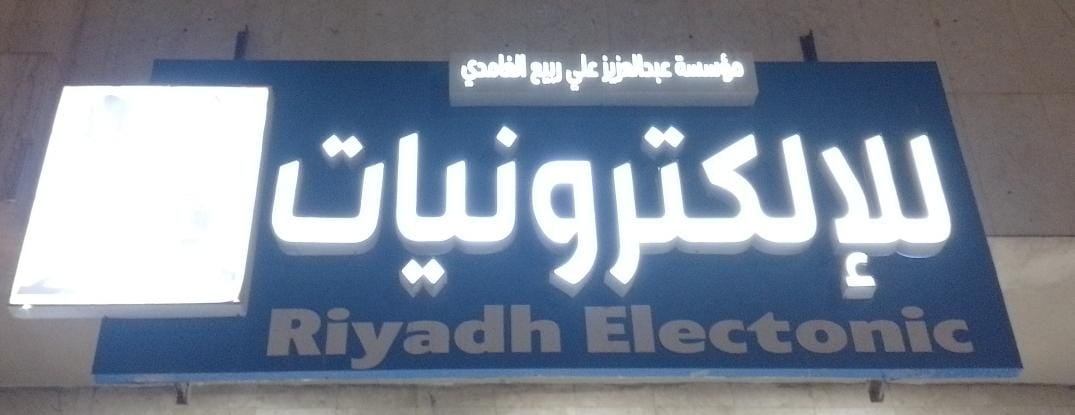 مؤسسة عبدالعزيز علي ربيع الغامدي
للإلكترونيات
Riyadh Electonic